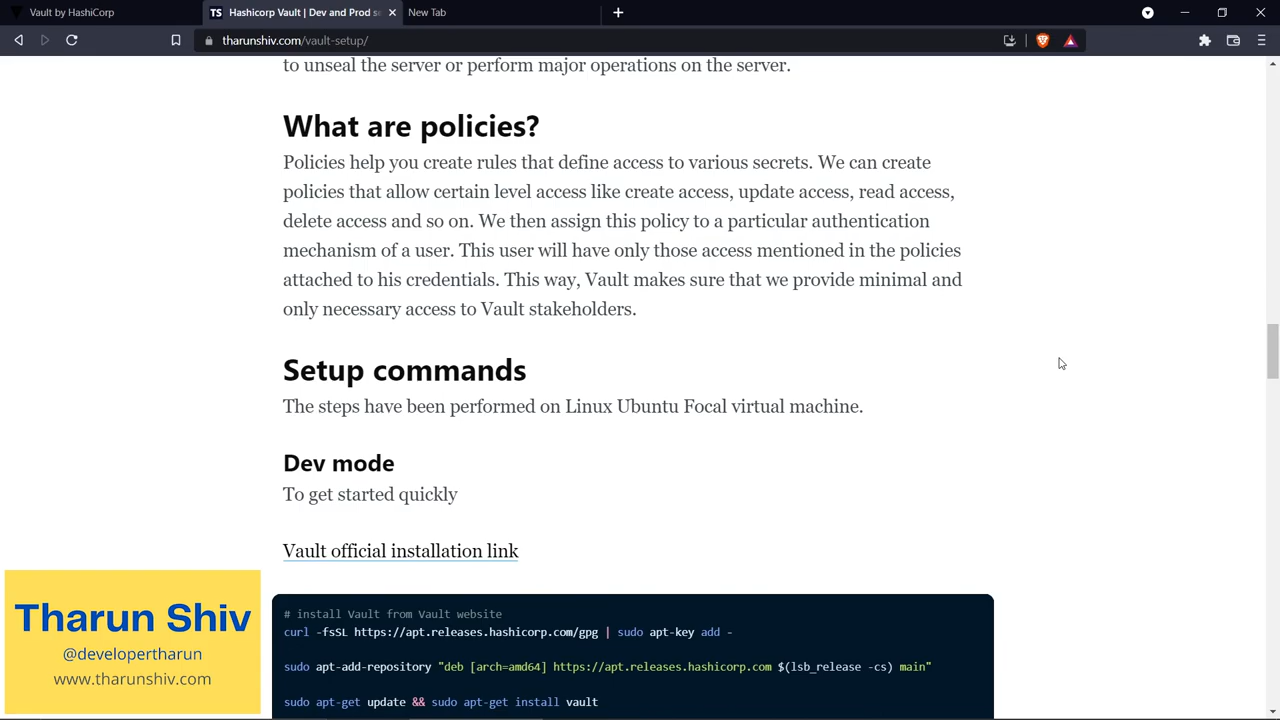 Vault by HashiCorp
TS Hashicorp Vault | Dev and Prod s
New Tab
tharunshiv.com/vault-setup/
to unseal the server or perform major operations on the server.
What are policies?
Policies help you create rules that define access to various secrets. We can create
policies that allow certain level access like create access, update access, read access,
delete access and so on. We then assign this policy to a particular authentication
mechanism of a user. This user will have only those access mentioned in the policies
attached to his credentials. This way, Vault makes sure that we provide minimal and
only necessary access to Vault stakeholders.
Setup commands
The steps have been performed on Linux Ubuntu Focal virtual machine.
Dev mode
To get started quickly
Vault official installation link
# install Vault from Vault website
curl -fsSL https://apt.releases.hashicorp.com/gpg | sudo apt-key add -
sudo apt-add-repository "deb [arch=amd64] https://apt.releases.hashicorp.com $(lsb_release -cs) main"
sudo apt-get update && sudo apt-get install vault
Tharun Shiv
@developertharun
www.tharunshiv.com